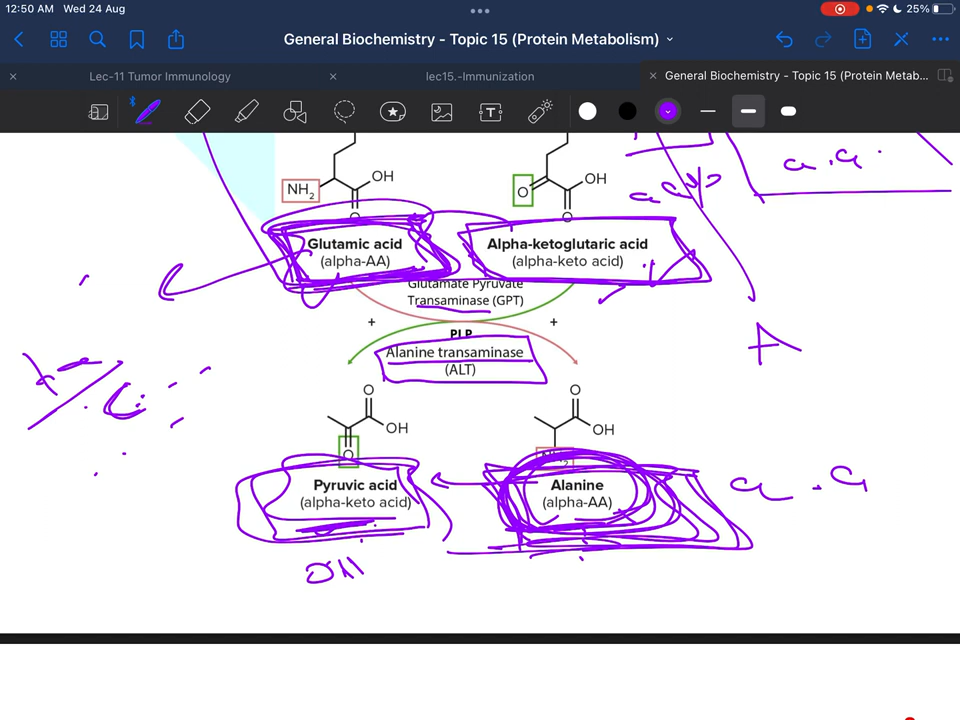 12:50 AM Wed 24 Aug
25%
General Biochemistry - Topic 15 (Protein Metabolism)
Lec-11 Tumor Immunology
lec15.-Immunization
General Biochemistry - Topic 15 (Protein Metab...
T
a.a.
NH2
OH
O
O
OH
O
Glutamic acid
(alpha-AA)
Alpha-ketoglutaric acid
(alpha-keto acid)
Glutamate Pyruvate
Transaminase (GPT)
+
PLP
+
Alanine transaminase
(ALT)
A
O
OH
O
O
OH
NH2
Pyruvic acid
(alpha-keto acid)
Alanine
(alpha-AA)
a.a